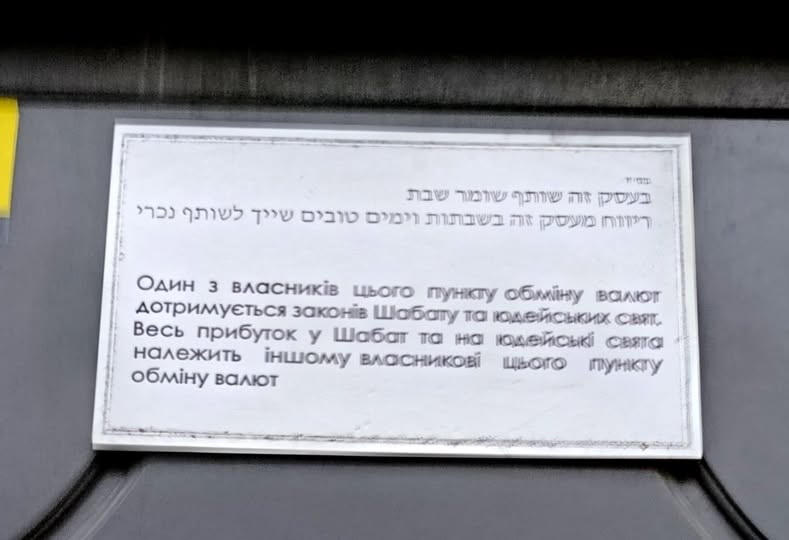 בעסק זה שותף שומר שבת
ריווח מעסק זה בשבתות וימים טובים שייך לשותף נכרי
Один з власників цього пункту обміну валют
дотримується законів Шабату та юдейських свят.
Весь прибуток у Шабат та на юдейські свята
належить іншому власникові цього пункту
обміну валют